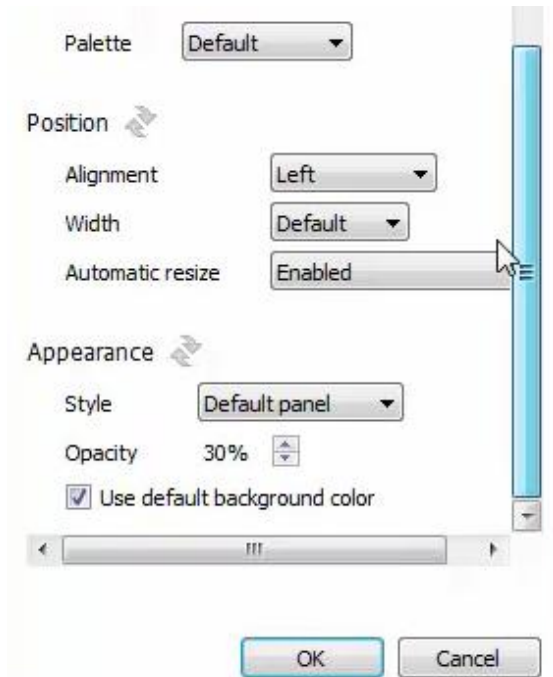 Palette Default
Position
Alignment Left
Width Default
Automatic resize Enabled
Appearance
Style Default panel
Opacity 30%
Use default background color
OK Cancel